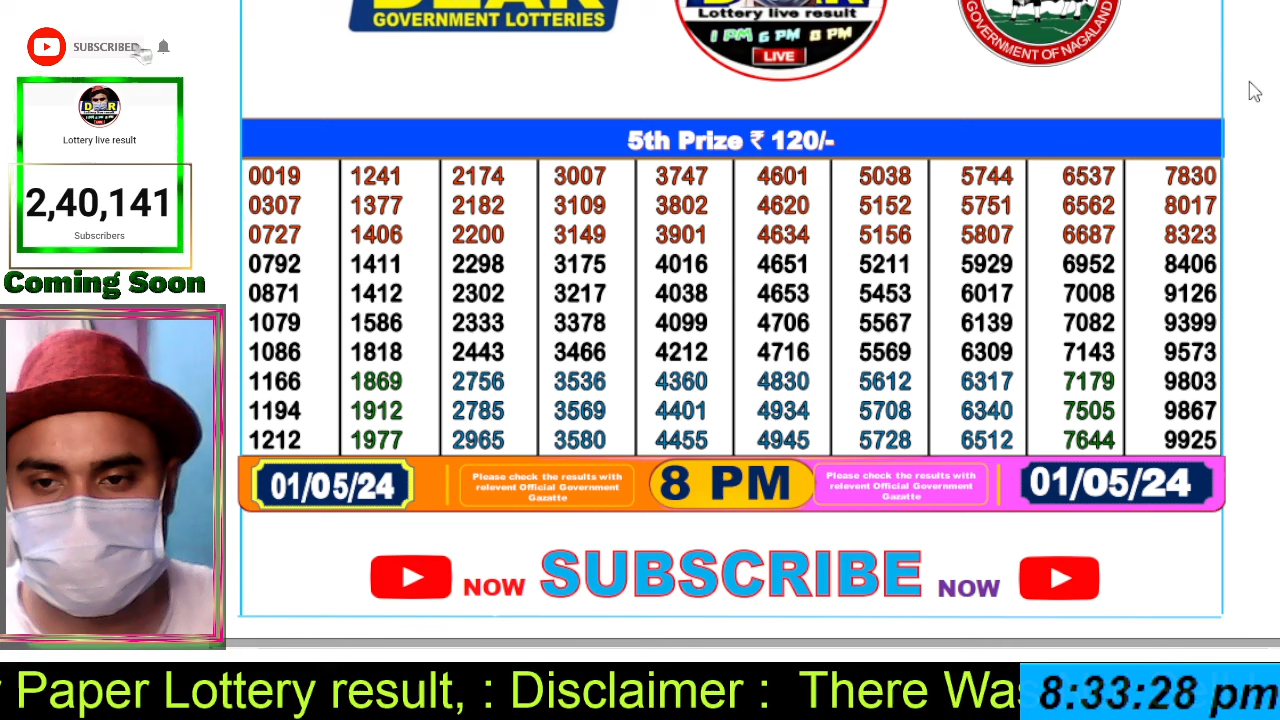 SUBSCRIBED
Lottery live result
2,40,141
Subscribers
Coming Soon
DEAR
GOVERNMENT LOTTERIES
Lottery live result
1 PM 6 PM 8 PM
LIVE
GOVERNMENT OF NAGALAND
5th Prize ₹ 120/-
0019 1241 2174 3007 3747 4601 5038 5744 6537 7830
0307 1377 2182 3109 3802 4620 5152 5751 6562 8017
0727 1406 2200 3149 3901 4634 5156 5807 6687 8323
0792 1411 2298 3175 4016 4651 5211 5929 6952 8406
0871 1412 2302 3217 4038 4653 5453 6017 7008 9126
1079 1586 2333 3378 4099 4706 5567 6139 7082 9399
1086 1818 2443 3466 4212 4716 5569 6309 7143 9573
1166 1869 2756 3536 4360 4830 5612 6317 7179 9803
1194 1912 2785 3569 4401 4934 5708 6340 7505 9867
1212 1977 2965 3580 4455 4945 5728 6512 7644 9925
01/05/24
Please check the results with
relevent Official Government
Gazatte
8 PM
Please check the results with
relevent Official Government
Gazatte
01/05/24
NOW SUBSCRIBE NOW
Paper Lottery result, : Disclaimer : There Was
8:33:28 pm